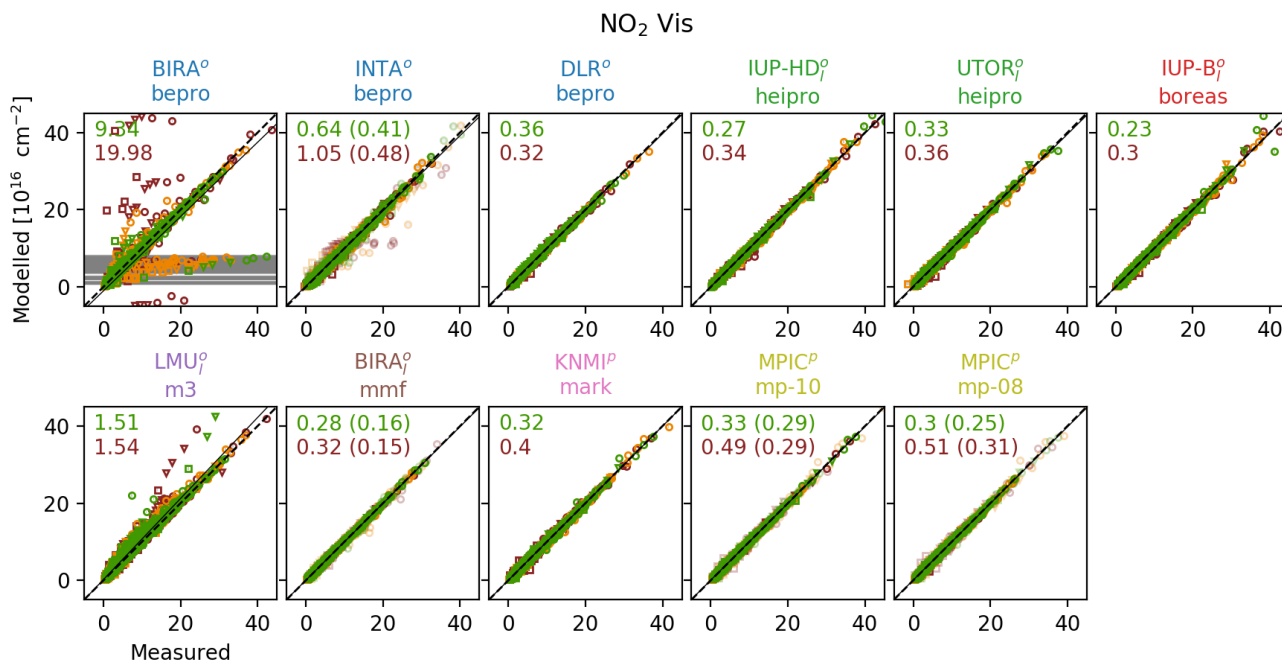 NO₂ Vis
BIRAᵒ
bepro
INTAᵒ
bepro
DLRᵒ
bepro
IUP-HDₗᵒ
heipro
UTORₗᵒ
heipro
IUP-Bₗᵒ
boreas
Modelled [10¹⁶ cm⁻²]
40
20
0
9.34
19.98
0.64 (0.41)
1.05 (0.48)
0.36
0.32
0.27
0.34
0.33
0.36
0.23
0.3
0 20 40
0 20 40
0 20 40
0 20 40
0 20 40
0 20 40
LMUₗᵒ
m3
BIRAₗᵒ
mmf
KNMIᵖ
mark
MPICᵖ
mp-10
MPICᵖ
mp-08
40
20
0
1.51
1.54
0.28 (0.16)
0.32 (0.15)
0.32
0.4
0.33 (0.29)
0.49 (0.29)
0.3 (0.25)
0.51 (0.31)
0 20 40
0 20 40
0 20 40
0 20 40
0 20 40
Measured